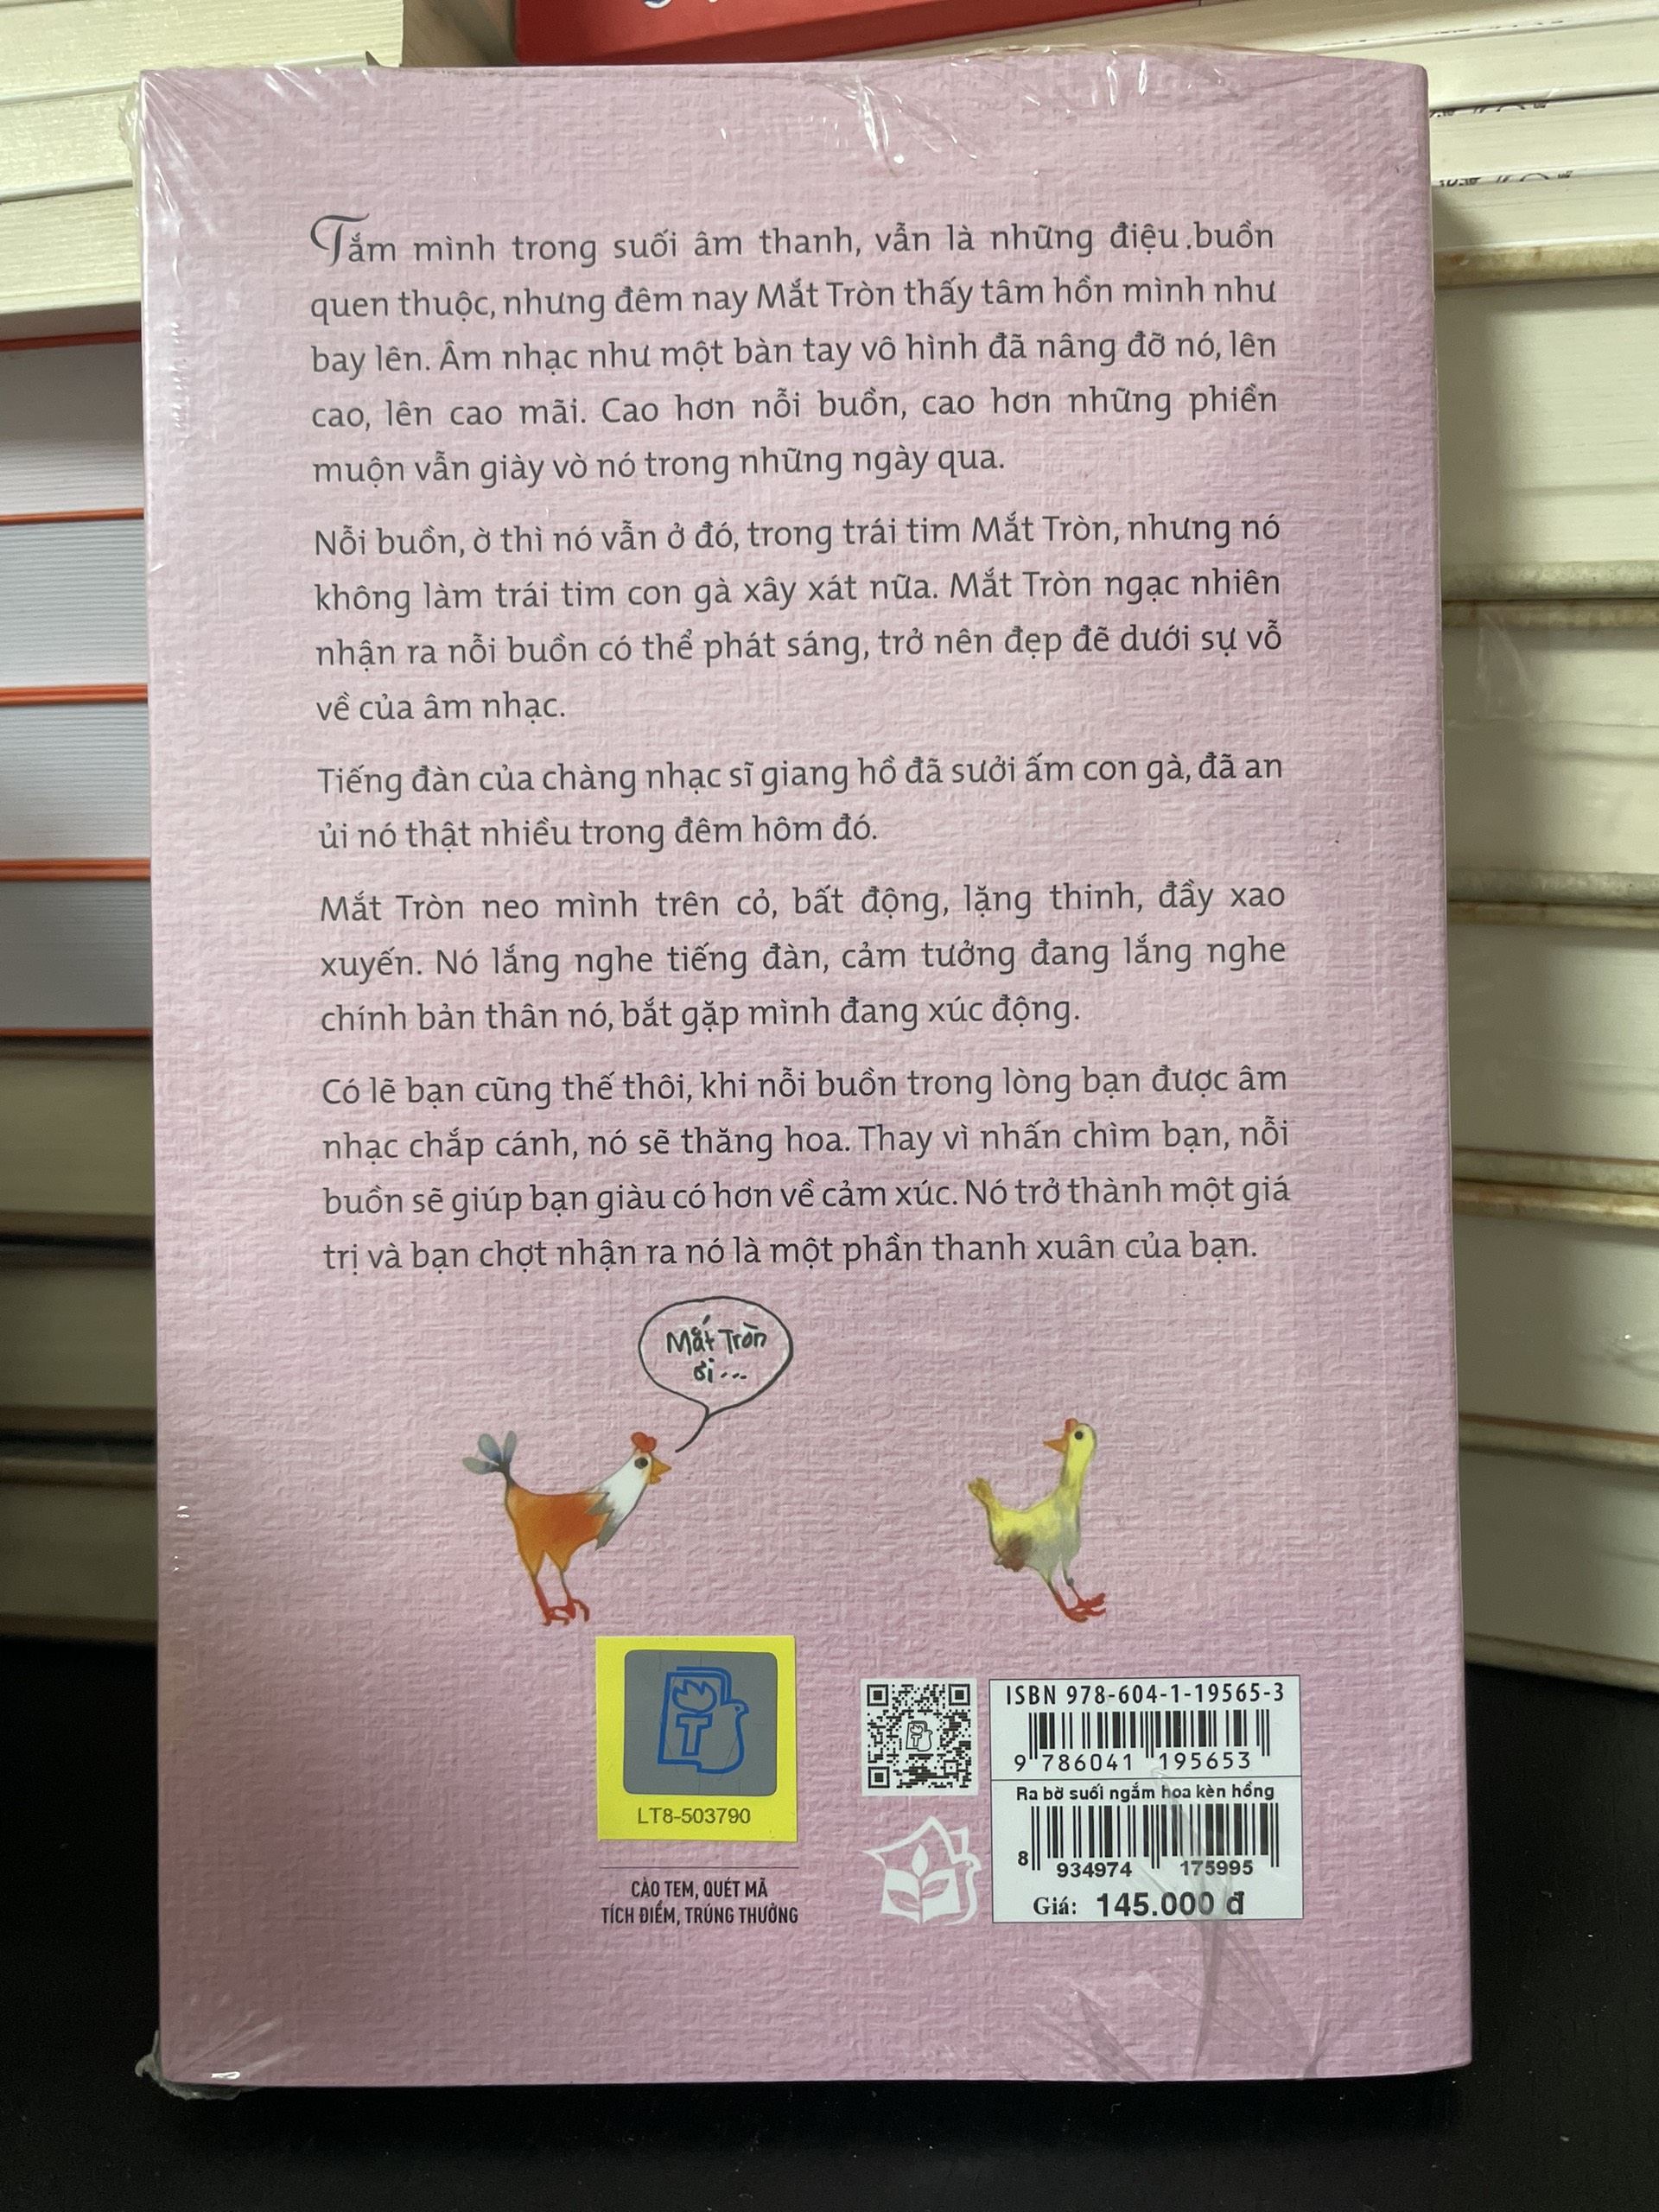 Tắm mình trong suối âm thanh, vẫn là những điệu.buồn
quen thuộc, nhưng đêm nay Mắt Tròn thấy tâm hồn mình như
bay lên. Âm nhạc như một bàn tay vô hình đã nâng đỡ nó, lên
cao, lên cao mãi. Cao hơn nỗi buồn, cao hơn những phiền
muộn vẫn giày vò nó trong những ngày qua.
Nỗi buồn, ờ thì nó vẫn ở đó, trong trái tim Mắt Tròn, nhưng nó
không làm trái tim con gà xây xát nữa. Mắt Tròn ngạc nhiên
nhận ra nỗi buồn có thể phát sáng, trở nên đẹp đẽ dưới sự vỗ
về của âm nhạc.
Tiếng đàn của chàng nhạc sĩ giang hồ đã sưởi ấm con gà, đã an
ủi nó thật nhiều trong đêm hôm đó.
Mắt Tròn neo mình trên cỏ, bất động, lặng thinh, đầy xao
xuyến. Nó lắng nghe tiếng đàn, cảm tưởng đang lắng nghe
chính bản thân nó, bắt gặp mình đang xúc động.
Có lẽ bạn cũng thế thôi, khi nỗi buồn trong lòng bạn được âm
nhạc chắp cánh, nó sẽ thăng hoa. Thay vì nhấn chìm bạn, nỗi
buồn sẽ giúp bạn giàu có hơn về cảm xúc. Nó trở thành một giá
trị và bạn chợt nhận ra nó là một phần thanh xuân của bạn.
Mắt Tròn
ơi...
T
LT8-503790
CÀO TEM, QUÉT MÃ
TÍCH ĐIỂM, TRÚNG THƯỞNG
ISBN 978-604-1-19565-3
9 786041 195653
Ra bờ suối ngắm hoa kèn hồng
8 934974 175995
Giá: 145.000 đ